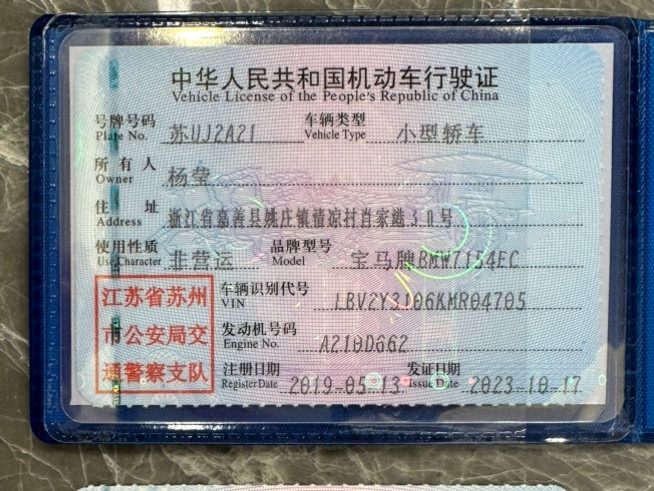 中华人民共和国机动车行驶证
Vehicle License of the People's Republic of China
号牌号码 苏UJ2A21 车辆类型 小型轿车
Plate No. Vehicle Type
所有人 杨莹
Owner
住址 浙江省嘉善县姚庄镇清凉村肖家港30号
Address
使用性质 非营运 品牌型号 宝马牌BMW7154EC
Use Character Model
江苏省苏州
市公安局交
通警察支队
车辆识别代号 LBV2Y3106KMR04705
VIN
发动机号码 A210D662
Engine No.
注册日期 2019-05-13 发证日期 2023-10-17
Register Date Issue Date